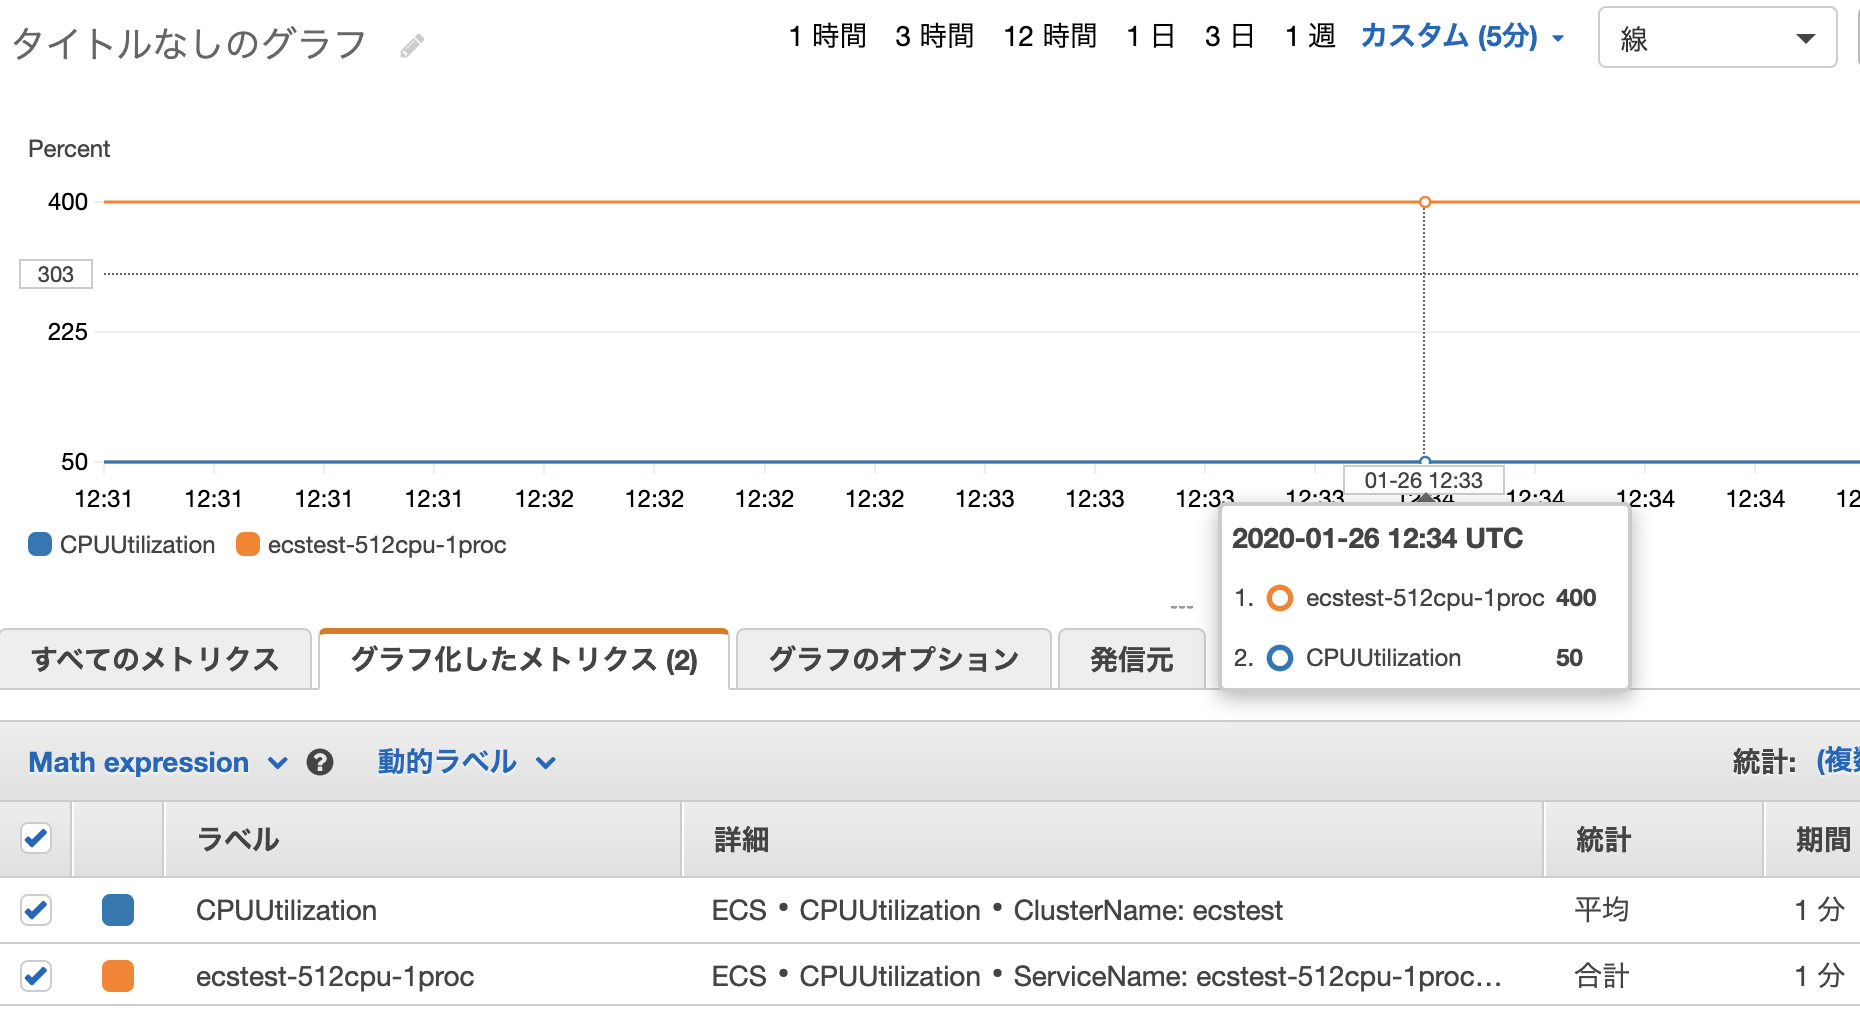 タイトルなしのグラフ
1 時間 3 時間 12 時間 1 日 3 日 1 週 カスタム (5分) 線
Percent
400
303
225
50
01-26 12:33
12:31 12:31 12:31 12:31 12:32 12:32 12:32 12:32 12:33 12:33 12:33 12:33 12:34 12:34 12:34 12:34
CPUUtilization ecstest-512cpu-1proc
2020-01-26 12:34 UTC
1. ecstest-512cpu-1proc 400
2. CPUUtilization 50
すべてのメトリクス グラフ化したメトリクス (2) グラフのオプション 発信元
Math expression ? 動的ラベル 統計: (複数
ラベル 詳細 統計 期間
CPUUtilization ECS • CPUUtilization • ClusterName: ecstest 平均 1 分
ecstest-512cpu-1proc ECS • CPUUtilization • ServiceName: ecstest-512cpu-1proc... 合計 1 分